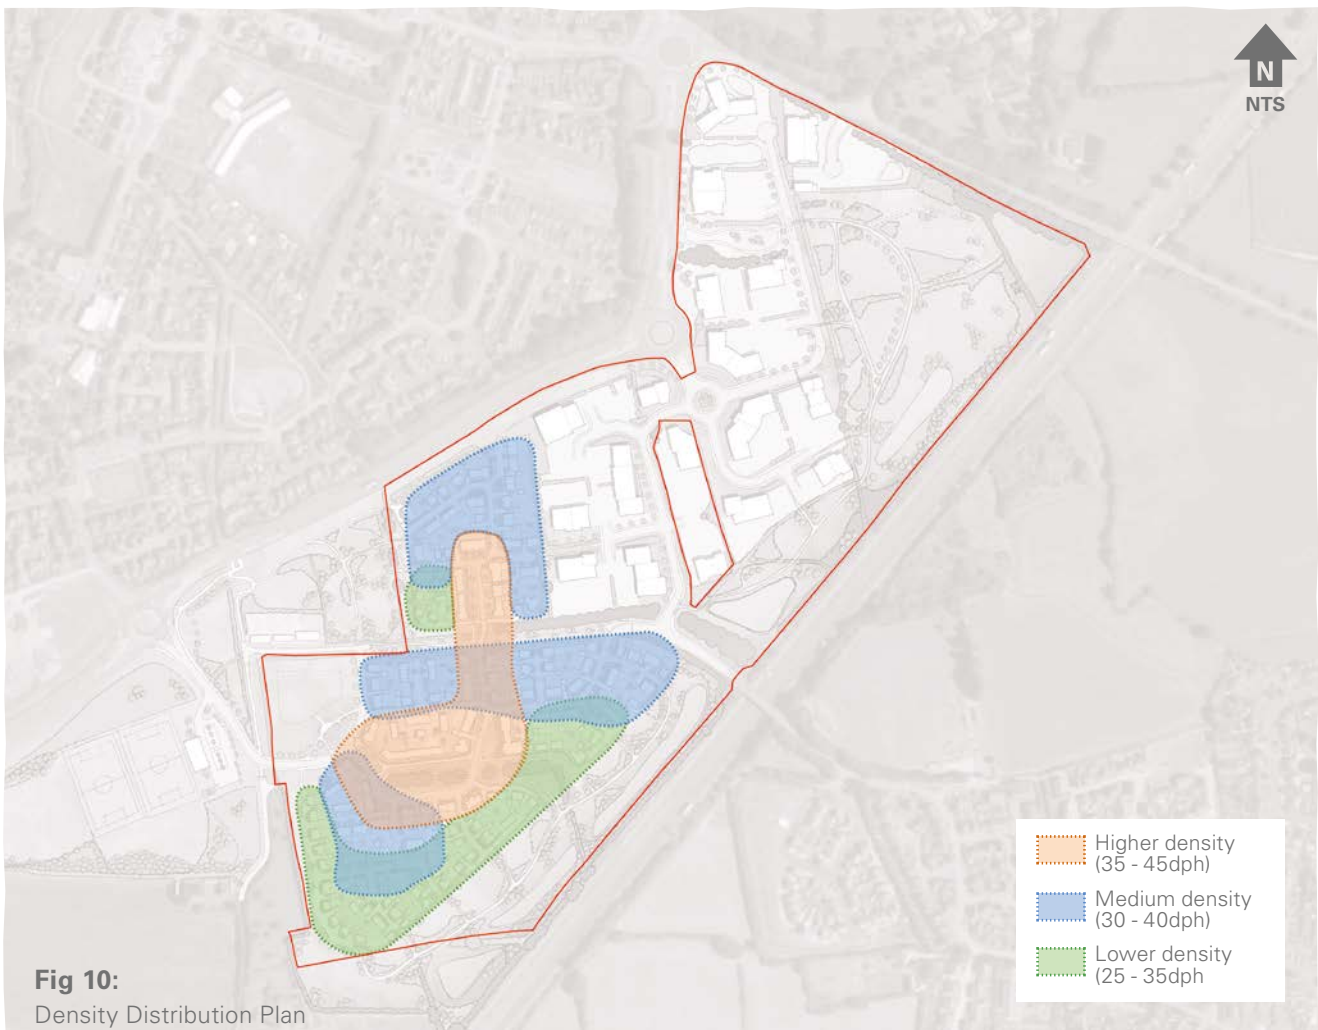 N
NTS
Higher density
(35 - 45dph)
Medium density
(30 - 40dph)
Lower density
(25 - 35dph
Fig 10:
Density Distribution Plan